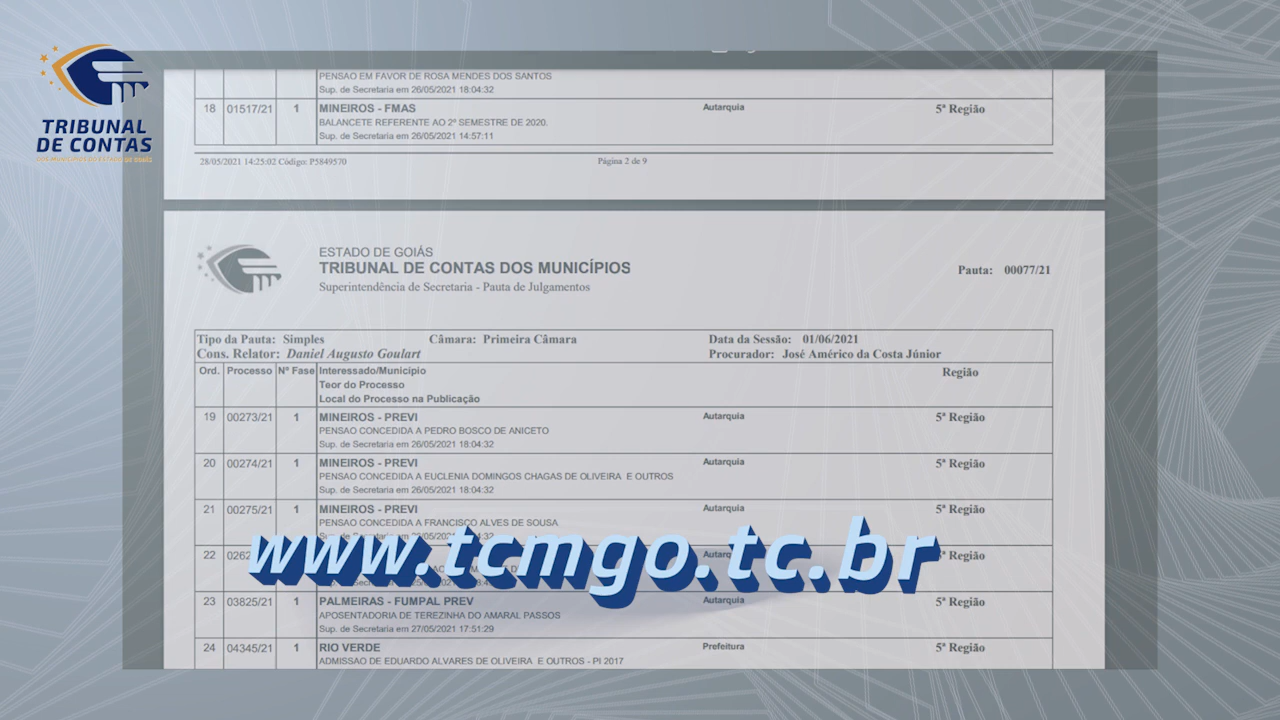 TRIBUNAL
DE CONTAS
DOS MUNICÍPIOS DO ESTADO DE GOIÁS
PENSAO EM FAVOR DE ROSA MENDES DOS SANTOS
Sup. de Secretaria em 26/05/2021 18:04:32
18 01517/21 1 MINEIROS - FMAS Autarquia 5ª Região
BALANCETE REFERENTE AO 2º SEMESTRE DE 2020.
Sup. de Secretaria em 26/05/2021 14:57:11
28/05/2021 14:25:02 Código: P5849570 Página 2 de 9
ESTADO DE GOIÁS
TRIBUNAL DE CONTAS DOS MUNICÍPIOS
Superintendência de Secretaria - Pauta de Julgamentos
Pauta: 00077/21
Tipo da Pauta: Simples Câmara: Primeira Câmara Data da Sessão: 01/06/2021
Cons. Relator: Daniel Augusto Goulart Procurador: José Américo da Costa Júnior
Ord. Processo Nº Fase Interessado/Município Região
Teor do Processo
Local do Processo na Publicação
19 00273/21 1 MINEIROS - PREVI Autarquia 5ª Região
PENSAO CONCEDIDA A PEDRO BOSCO DE ANICETO
Sup. de Secretaria em 26/05/2021 18:04:32
20 00274/21 1 MINEIROS - PREVI Autarquia 5ª Região
PENSAO CONCEDIDA A EUCLENIA DOMINGOS CHAGAS DE OLIVEIRA E OUTROS
Sup. de Secretaria em 26/05/2021 18:04:32
21 00275/21 1 MINEIROS - PREVI Autarquia 5ª Região
PENSAO CONCEDIDA A FRANCISCO ALVES DE SOUSA
www.tcmgo.tc.br
22 Região
23 03825/21 1 PALMEIRAS - FUMPAL PREV Autarquia 5ª Região
APOSENTADORIA DE TEREZINHA DO AMARAL PASSOS
Sup. de Secretaria em 27/05/2021 17:51:29
24 04345/21 1 RIO VERDE Prefeitura 5ª Região
ADMISSAO DE EDUARDO ALVARES DE OLIVEIRA E OUTROS - PI 2017